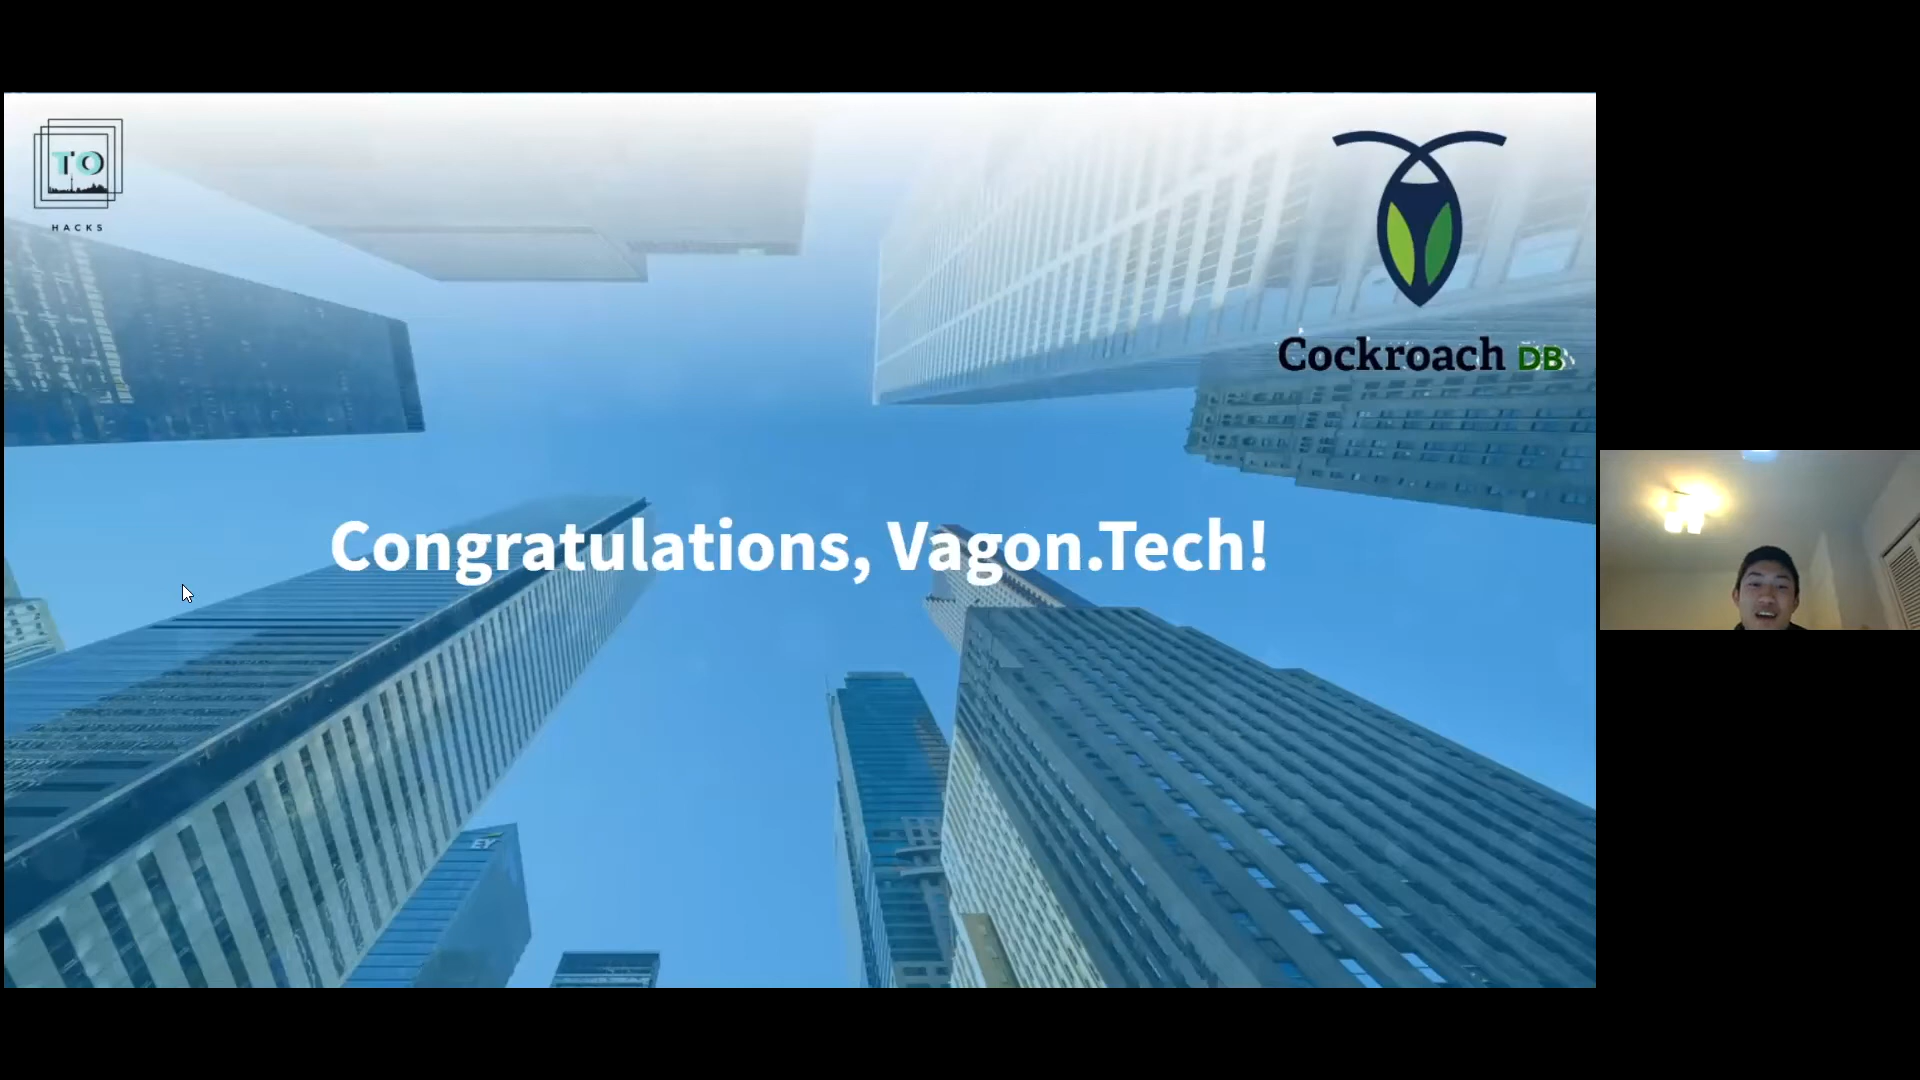 TO
HACKS
Cockroach DB
Congratulations, Vagon.Tech!
EY